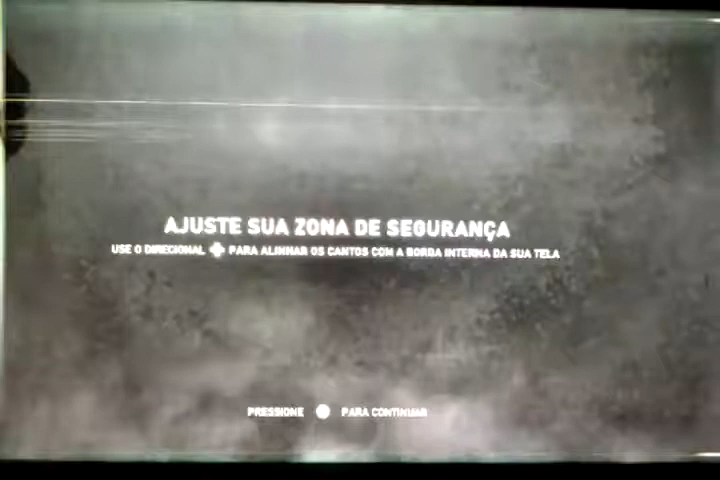 AJUSTE SUA ZONA DE SEGURANÇA
USE O DIRECIONAL PARA ALINHAR OS CANTOS COM A BORDA INTERNA DA SUA TELA
PRESSIONE PARA CONTINUAR